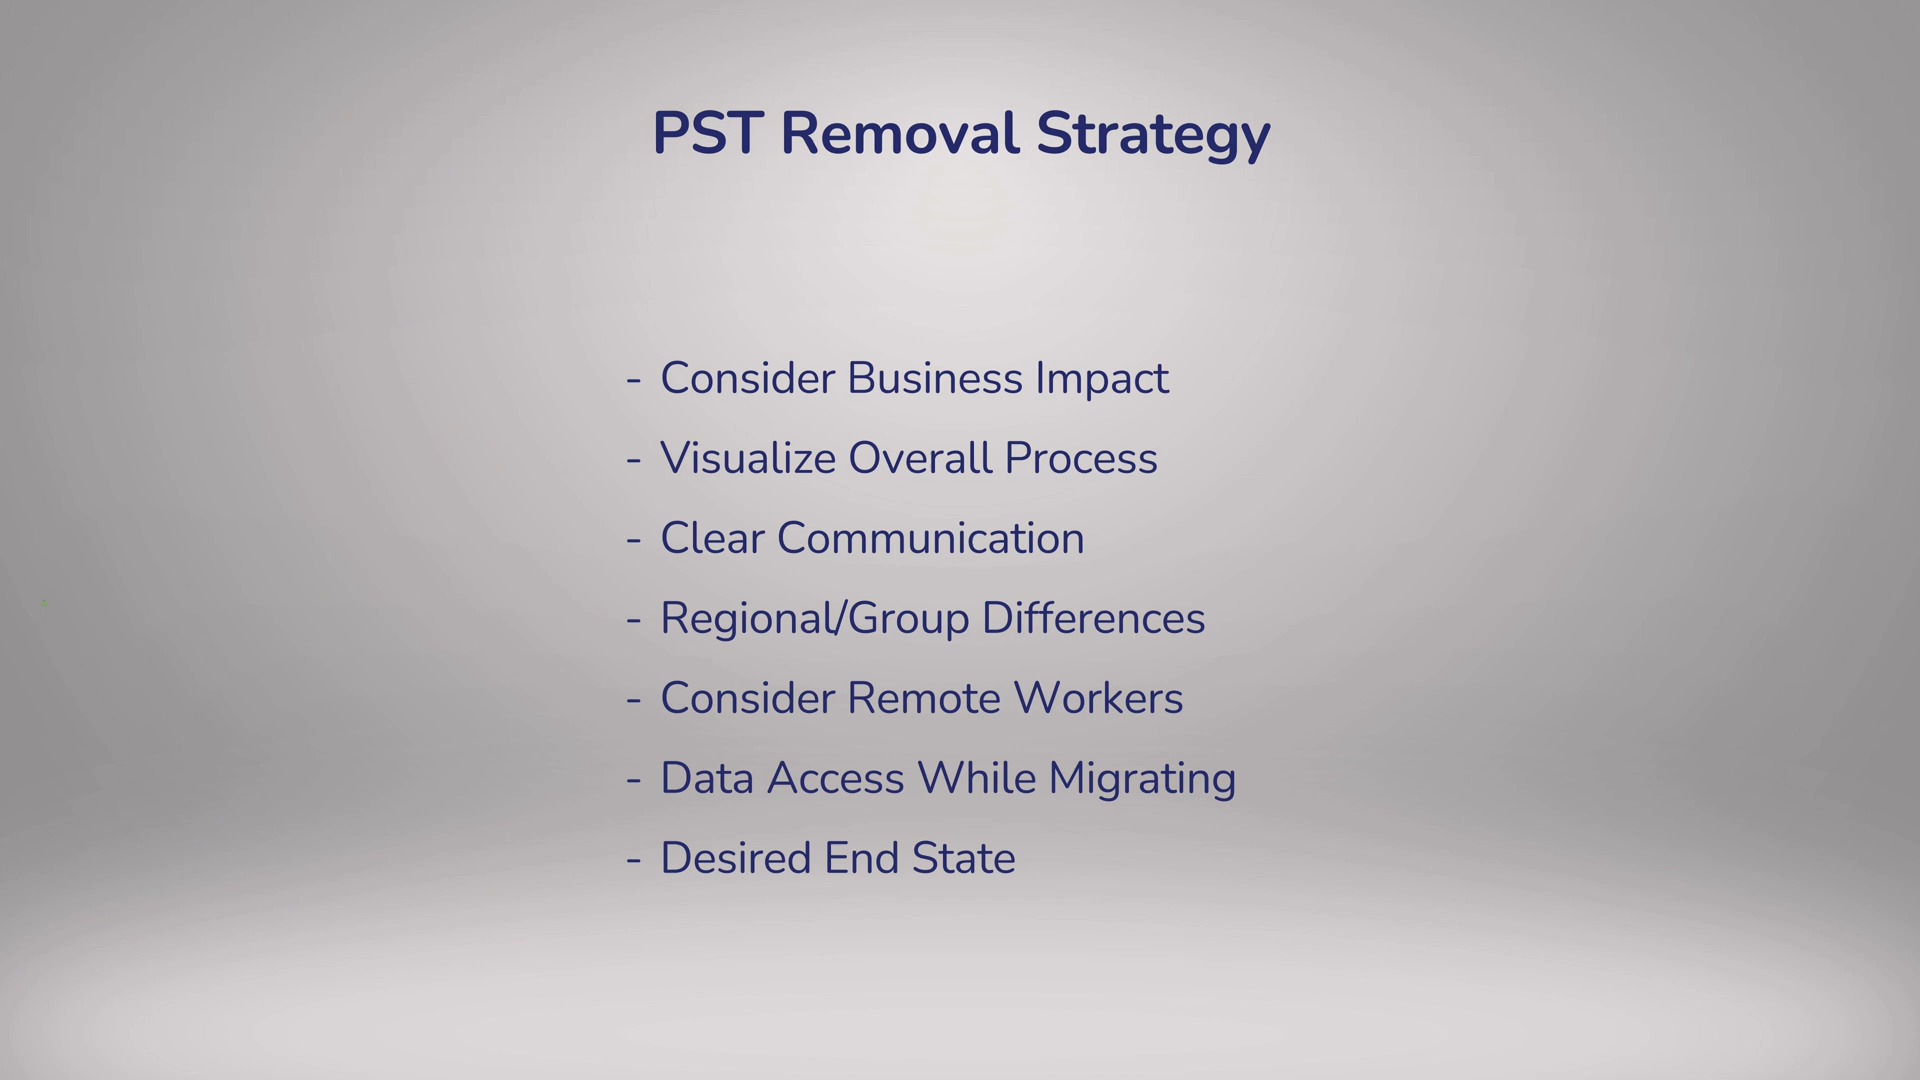 PST Removal Strategy
- Consider Business Impact
- Visualize Overall Process
- Clear Communication
- Regional/Group Differences
- Consider Remote Workers
- Data Access While Migrating
- Desired End State